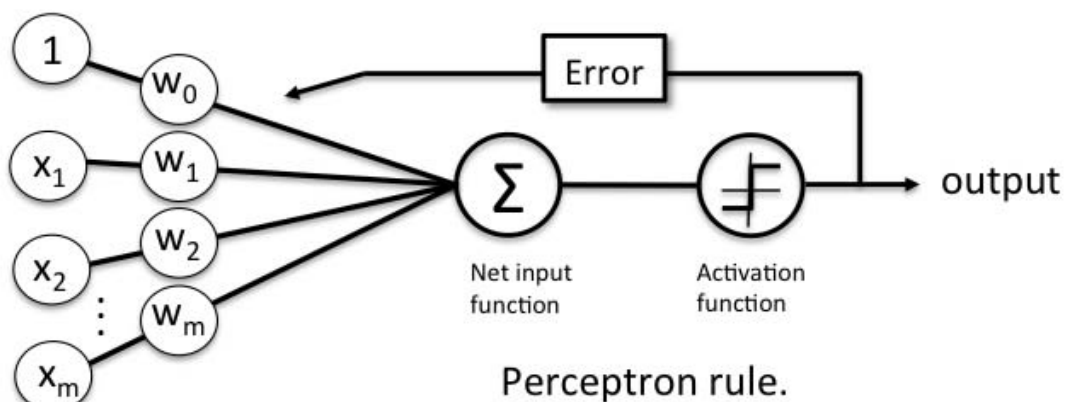 1
w₀
Error
x₁
w₁
Σ
output
x₂
w₂
Net input
function
Activation
function
⋮
wₘ
xₘ
Perceptron rule.